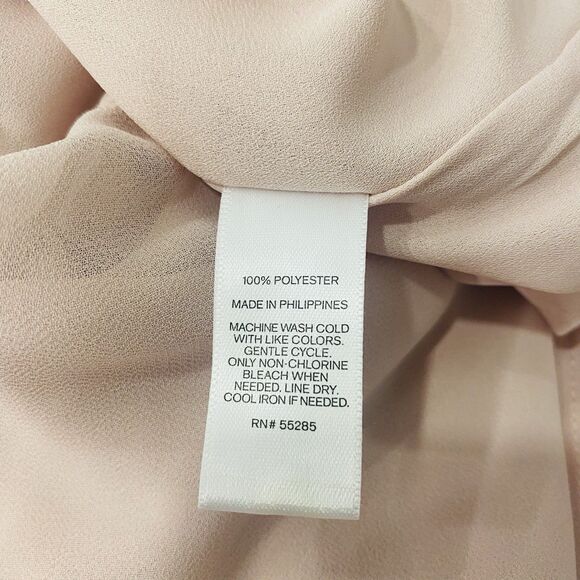 100% POLYESTER
MADE IN PHILIPPINES
MACHINE WASH COLD
WITH LIKE COLORS.
GENTLE CYCLE.
ONLY NON-CHLORINE
BLEACH WHEN
NEEDED. LINE DRY.
COOL IRON IF NEEDED.
RN# 55285